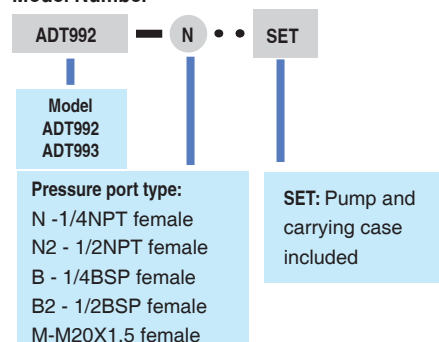 Model Number
ADT992 — N • • SET
Model
ADT992
ADT993
Pressure port type:
N -1/4NPT female
N2 - 1/2NPT female
B - 1/4BSP female
B2 - 1/2BSP female
M-M20X1.5 female
SET: Pump and
carrying case
included